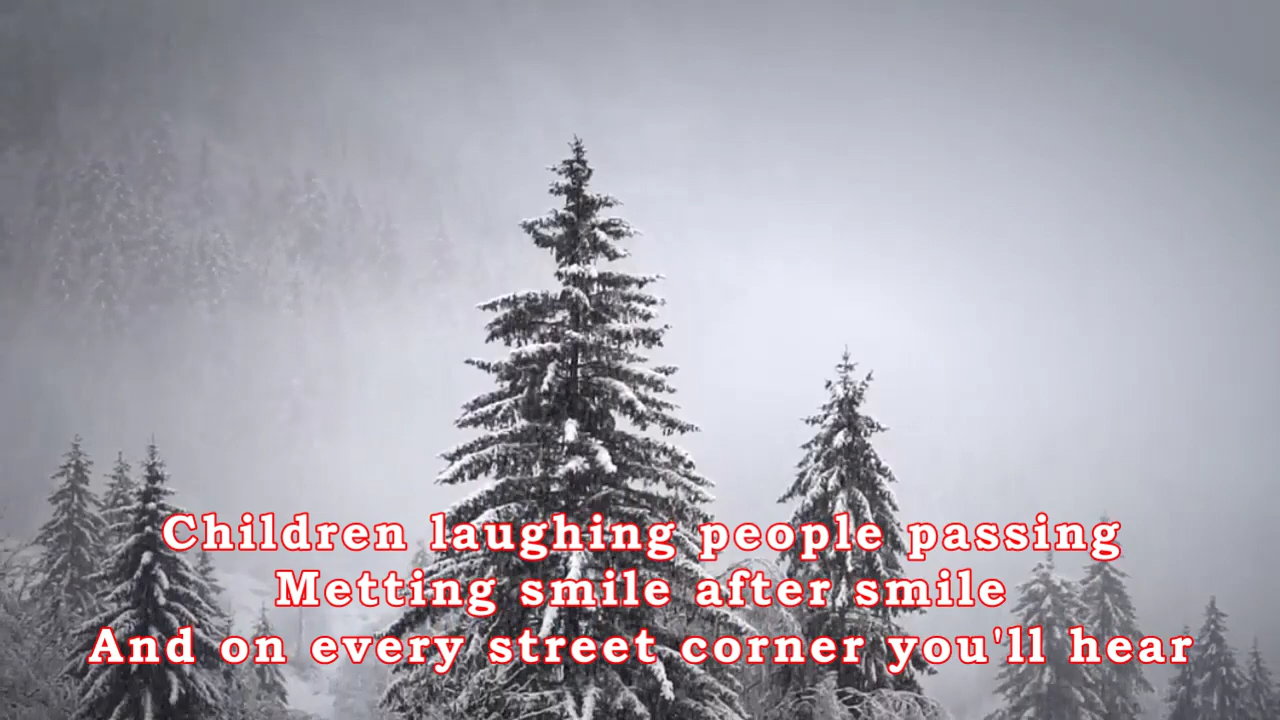 Children laughing people passing
Metting smile after smile
And on every street corner you'll hear